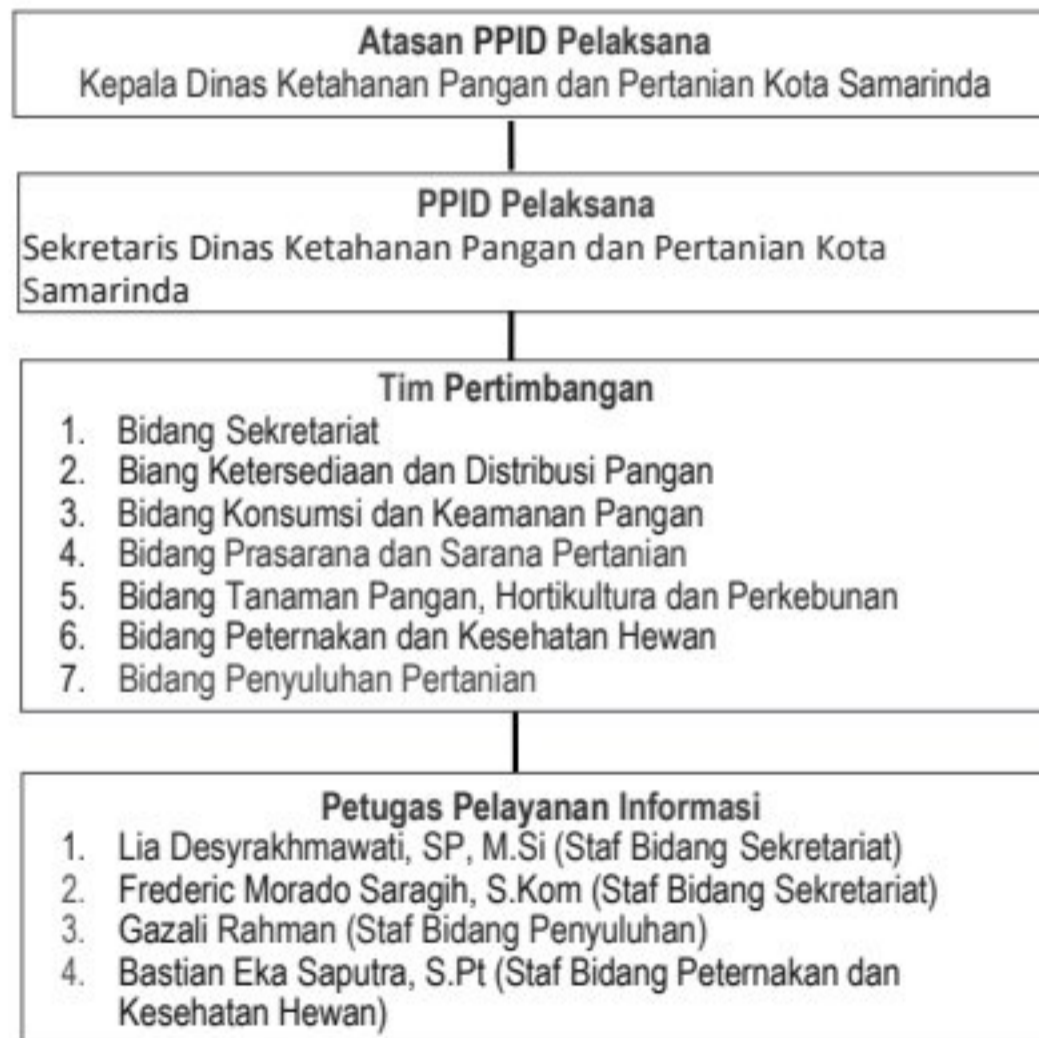 Atasan PPID Pelaksana
Kepala Dinas Ketahanan Pangan dan Pertanian Kota Samarinda
PPID Pelaksana
Sekretaris Dinas Ketahanan Pangan dan Pertanian Kota
Samarinda
Tim Pertimbangan
1. Bidang Sekretariat
2. Biang Ketersediaan dan Distribusi Pangan
3. Bidang Konsumsi dan Keamanan Pangan
4. Bidang Prasarana dan Sarana Pertanian
5. Bidang Tanaman Pangan, Hortikultura dan Perkebunan
6. Bidang Peternakan dan Kesehatan Hewan
7. Bidang Penyuluhan Pertanian
Petugas Pelayanan Informasi
1. Lia Desyrakhmawati, SP, M.Si (Staf Bidang Sekretariat)
2. Frederic Morado Saragih, S.Kom (Staf Bidang Sekretariat)
3. Gazali Rahman (Staf Bidang Penyuluhan)
4. Bastian Eka Saputra, S.Pt (Staf Bidang Peternakan dan
Kesehatan Hewan)